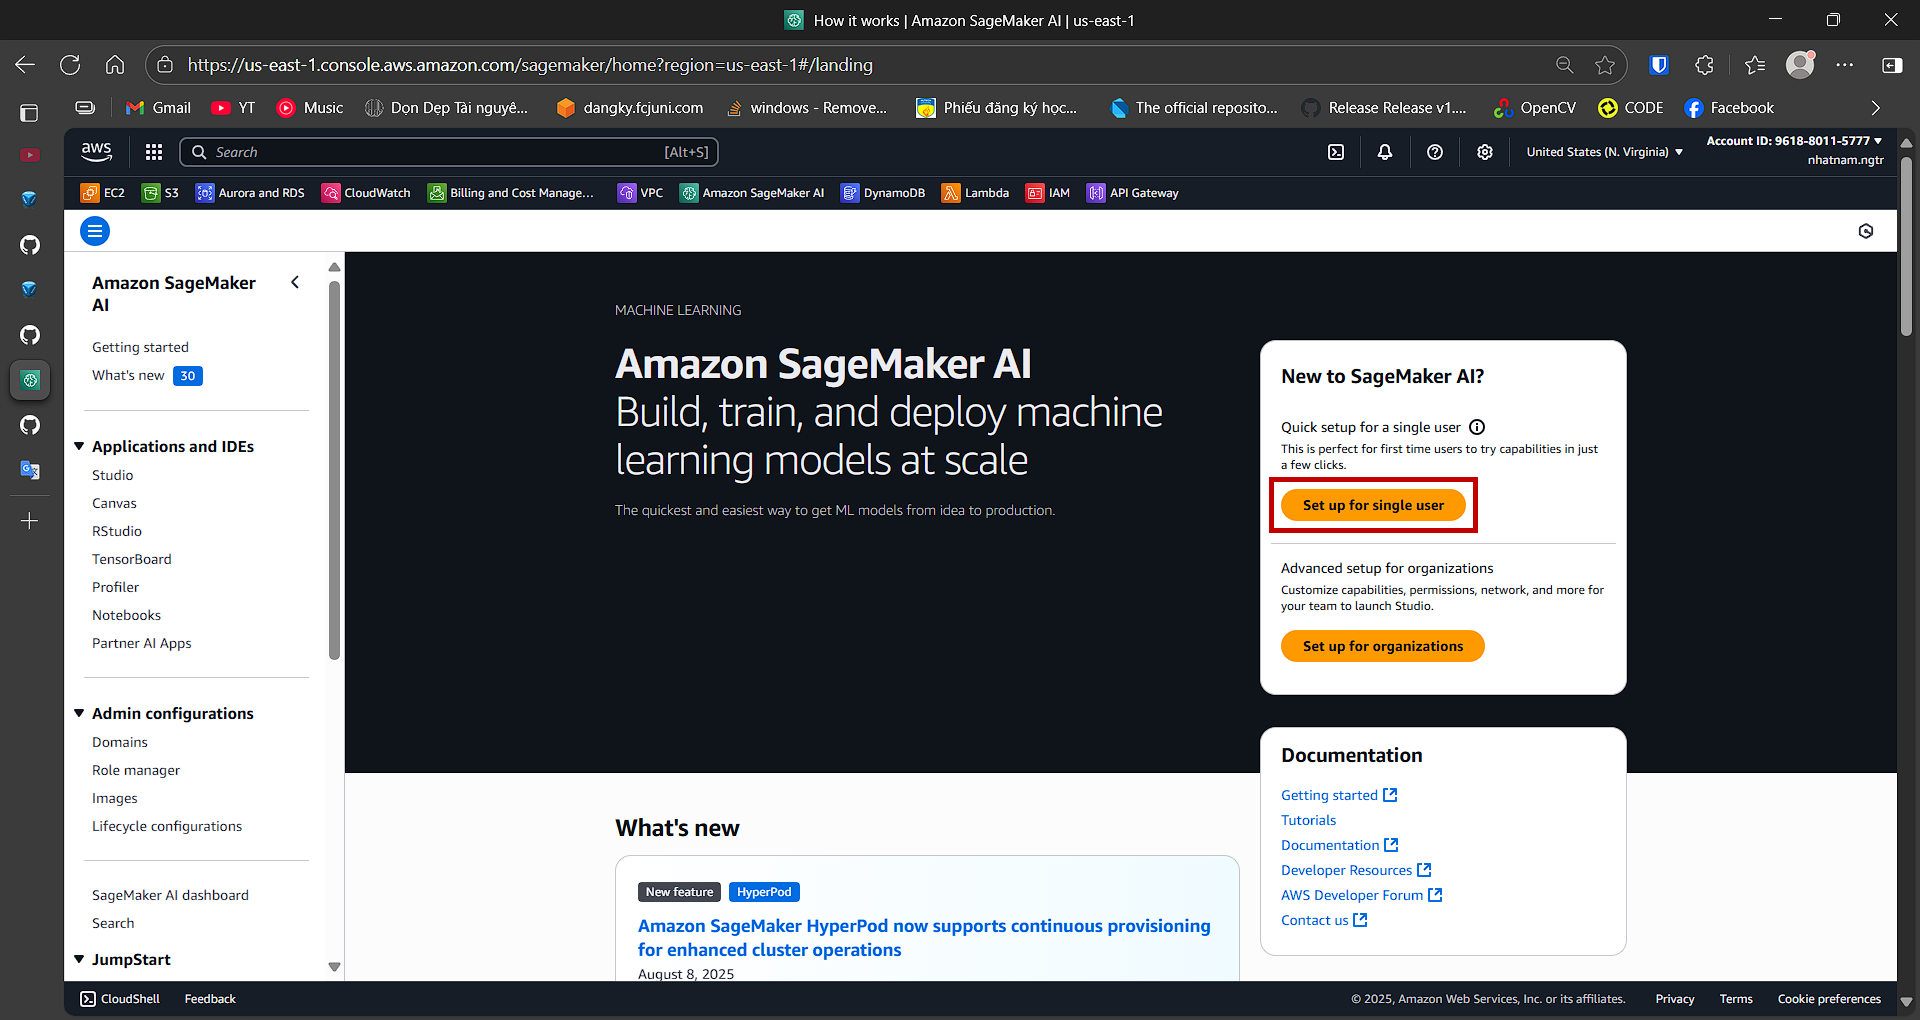 How it works | Amazon SageMaker AI | us-east-1
https://us-east-1.console.aws.amazon.com/sagemaker/home?region=us-east-1#/landing
Gmail
YT
Music
Dọn Dẹp Tài nguyê...
dangky.fcjuni.com
windows - Remove...
Phiếu đăng ký học...
The official reposito...
Release Release v1....
OpenCV
CODE
Facebook
aws
Search
[Alt+S]
United States (N. Virginia)
Account ID: 9618-8011-5777
nhatnam.ngtr
EC2
S3
Aurora and RDS
CloudWatch
Billing and Cost Manage...
VPC
Amazon SageMaker AI
DynamoDB
Lambda
IAM
API Gateway
Amazon SageMaker
AI
Getting started
What's new 30
Applications and IDEs
Studio
Canvas
RStudio
TensorBoard
Profiler
Notebooks
Partner AI Apps
Admin configurations
Domains
Role manager
Images
Lifecycle configurations
SageMaker AI dashboard
Search
JumpStart
MACHINE LEARNING
Amazon SageMaker AI
Build, train, and deploy machine
learning models at scale
The quickest and easiest way to get ML models from idea to production.
New to SageMaker AI?
Quick setup for a single user
This is perfect for first time users to try capabilities in just
a few clicks.
Set up for single user
Advanced setup for organizations
Customize capabilities, permissions, network, and more for
your team to launch Studio.
Set up for organizations
Documentation
Getting started
Tutorials
Documentation
Developer Resources
AWS Developer Forum
Contact us
What's new
New feature
HyperPod
Amazon SageMaker HyperPod now supports continuous provisioning
for enhanced cluster operations
August 8, 2025
CloudShell
Feedback
© 2025, Amazon Web Services, Inc. or its affiliates.
Privacy
Terms
Cookie preferences